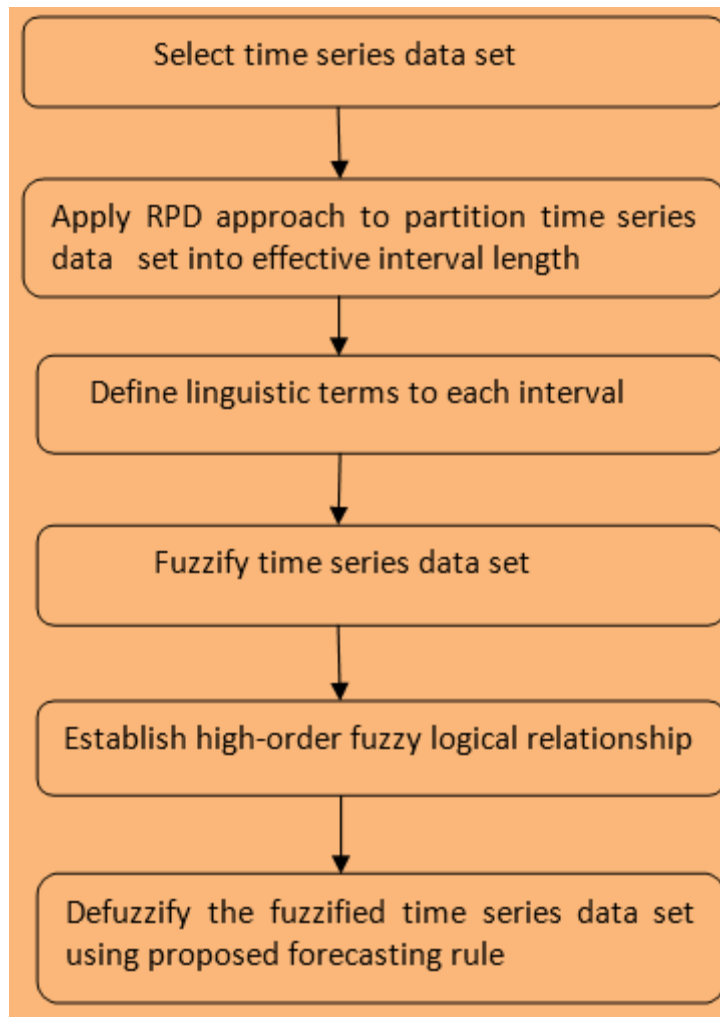 Select time series data set
Apply RPD approach to partition time series
data set into effective interval length
Define linguistic terms to each interval
Fuzzify time series data set
Establish high-order fuzzy logical relationship
Defuzzify the fuzzified time series data set
using proposed forecasting rule